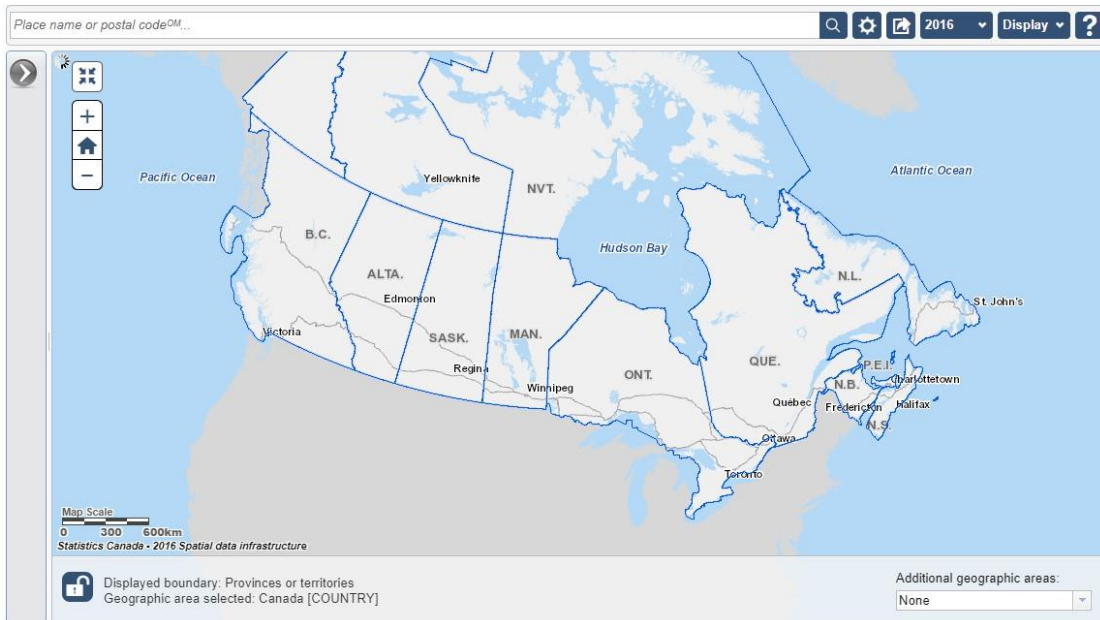 Place name or postal codeᴼᴹ...
2016
Display
?
Pacific Ocean
Atlantic Ocean
Yellowknife
NVT.
B.C.
Hudson Bay
ALTA.
N.L.
Edmonton
St. John's
Victoria
SASK.
MAN.
QUE.
P.E.I.
Regina
ONT.
Charlottetown
N.B.
Winnipeg
Québec
Fredericton
Halifax
N.S.
Ottawa
Toronto
Map Scale
0 300 600km
Statistics Canada - 2016 Spatial data infrastructure
Displayed boundary: Provinces or territories
Geographic area selected: Canada [COUNTRY]
Additional geographic areas:
None